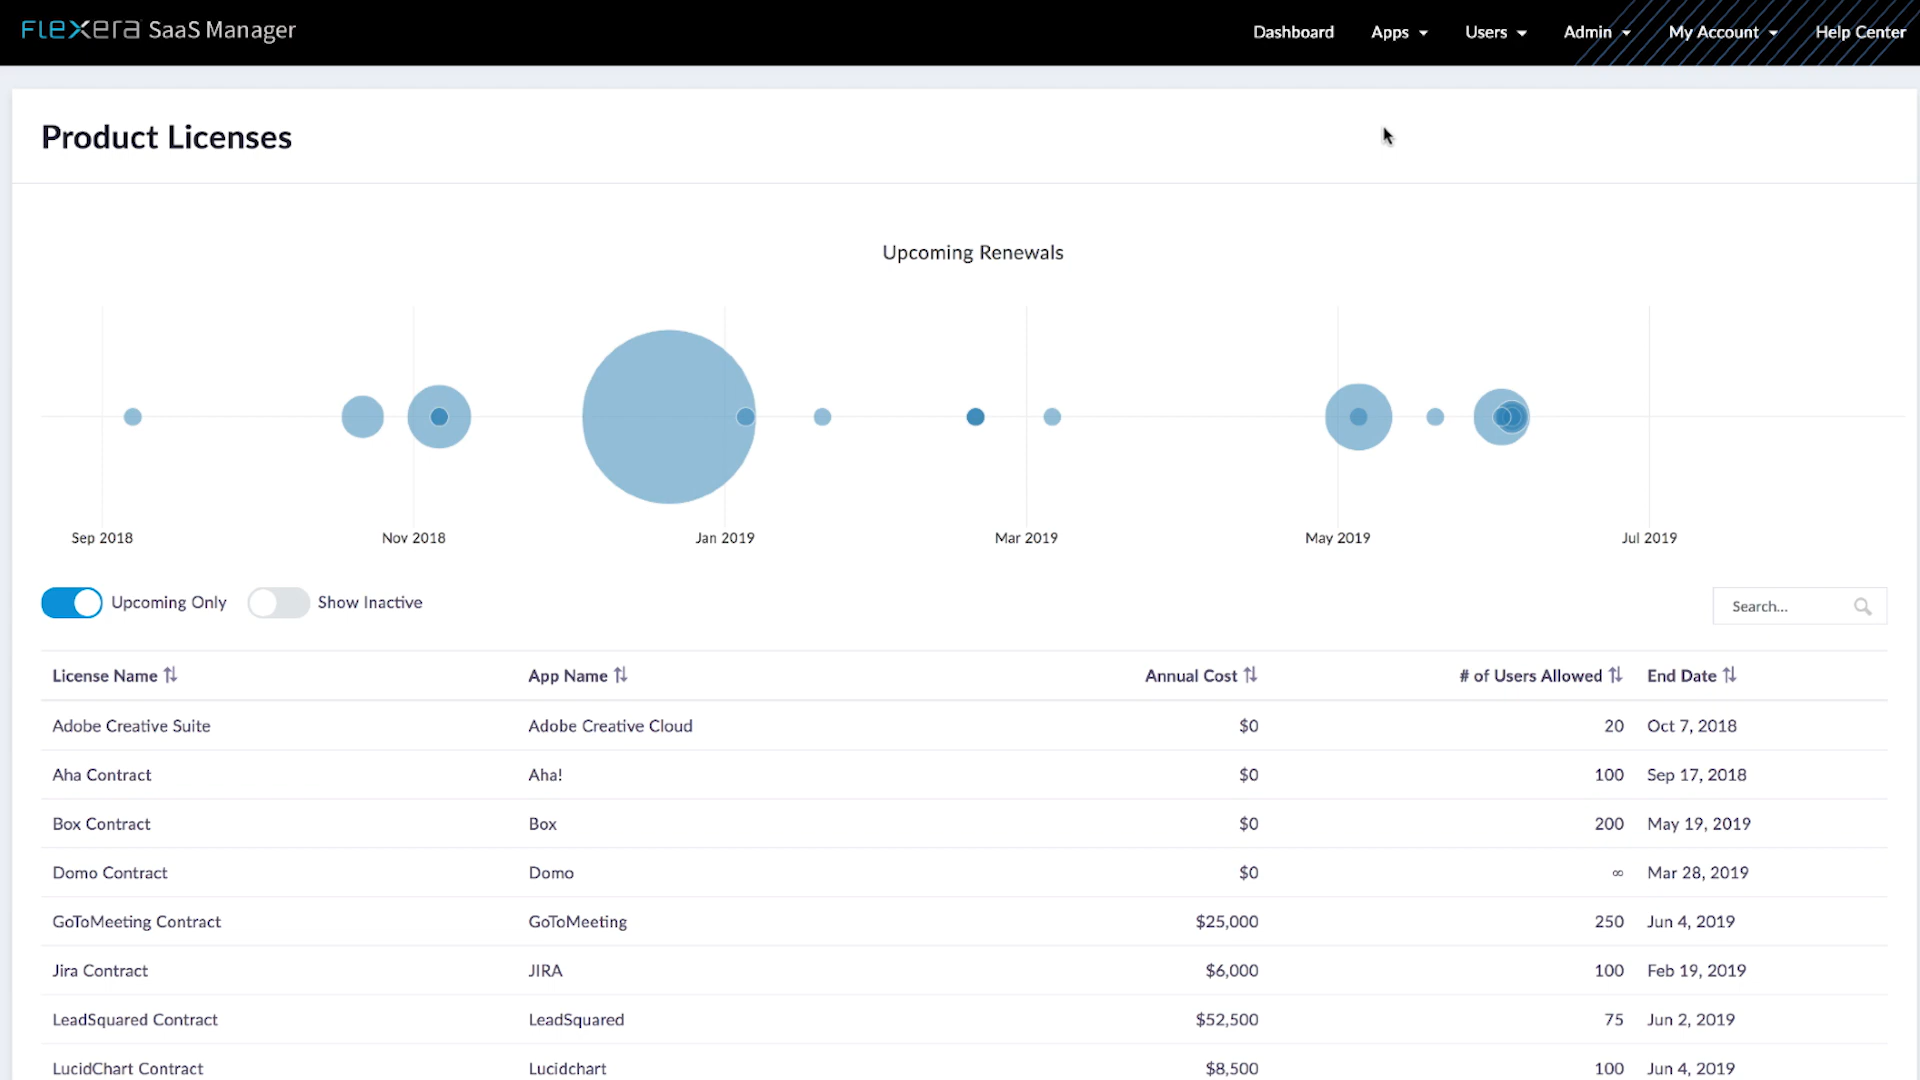 FLEXERA SaaS Manager
Dashboard Apps Users Admin My Account Help Center
Product Licenses
Upcoming Renewals
Sep 2018 Nov 2018 Jan 2019 Mar 2019 May 2019 Jul 2019
Upcoming Only Show Inactive Search...
License Name App Name Annual Cost # of Users Allowed End Date
Adobe Creative Suite Adobe Creative Cloud $0 20 Oct 7, 2018
Aha Contract Aha! $0 100 Sep 17, 2018
Box Contract Box $0 200 May 19, 2019
Domo Contract Domo $0 ∞ Mar 28, 2019
GoToMeeting Contract GoToMeeting $25,000 250 Jun 4, 2019
Jira Contract JIRA $6,000 100 Feb 19, 2019
LeadSquared Contract LeadSquared $52,500 75 Jun 2, 2019
LucidChart Contract Lucidchart $8,500 100 Jun 4, 2019